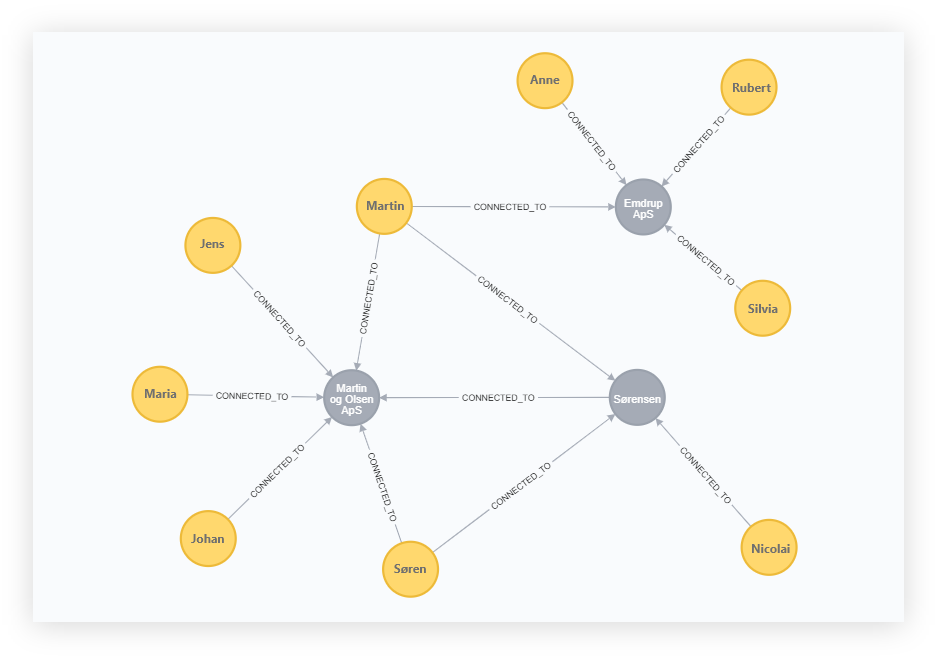 Anne
Rubert
CONNECTED_TO
CONNECTED_TO
Martin
CONNECTED_TO
Emdrup
ApS
Jens
CONNECTED_TO
Silvia
CONNECTED_TO
CONNECTED_TO
CONNECTED_TO
Maria
CONNECTED_TO
Martin
og Olsen
ApS
CONNECTED_TO
Sørensen
CONNECTED_TO
CONNECTED_TO
CONNECTED_TO
CONNECTED_TO
Johan
Søren
Nicolai